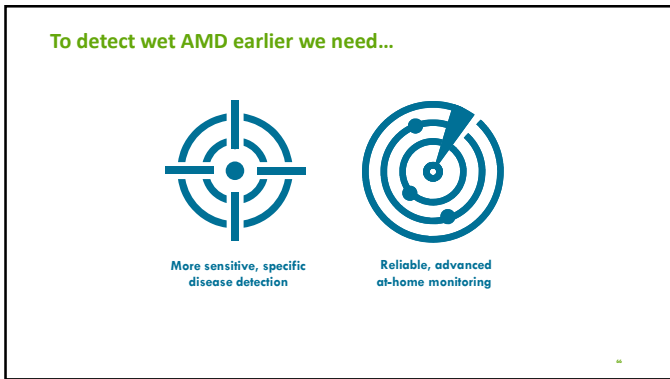 To detect wet AMD earlier we need…
More sensitive, specific
disease detection
Reliable, advanced
at-home monitoring